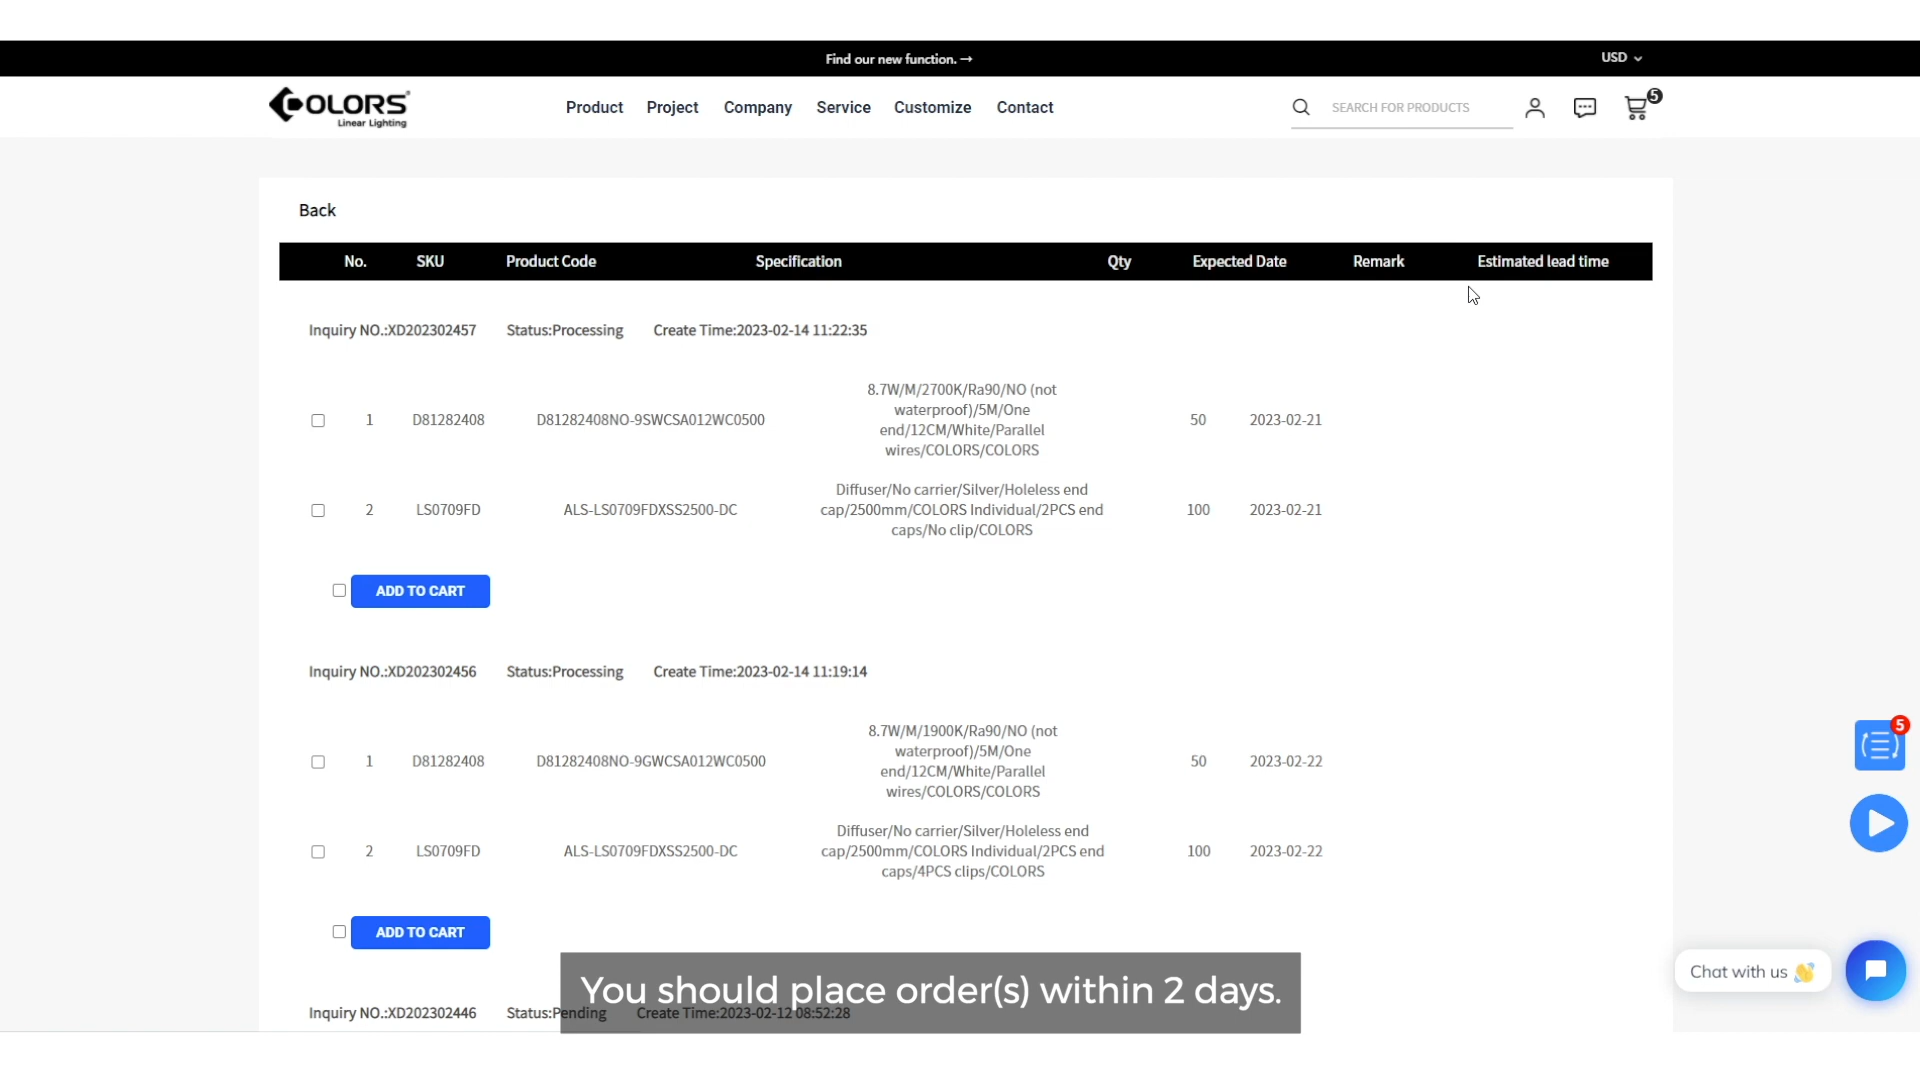 Find our new function. →
USD
COLORS®
Linear Lighting
Product Project Company Service Customize Contact
SEARCH FOR PRODUCTS
5
Back
No. SKU Product Code Specification Qty Expected Date Remark Estimated lead time
Inquiry NO.:XD202302457 Status:Processing Create Time:2023-02-14 11:22:35
8.7W/M/2700K/Ra90/NO (not
waterproof)/5M/One
1 D81282408 D81282408NO-9SWCSA012WC0500 50 2023-02-21
end/12CM/White/Parallel
wires/COLORS/COLORS
Diffuser/No carrier/Silver/Holeless end
2 LS0709FD ALS-LS0709FDXSS2500-DC cap/2500mm/COLORS Individual/2PCS end 100 2023-02-21
caps/No clip/COLORS
ADD TO CART
Inquiry NO.:XD202302456 Status:Processing Create Time:2023-02-14 11:19:14
8.7W/M/1900K/Ra90/NO (not
waterproof)/5M/One
1 D81282408 D81282408NO-9GWCSA012WC0500 50 2023-02-22
end/12CM/White/Parallel
wires/COLORS/COLORS
Diffuser/No carrier/Silver/Holeless end
2 LS0709FD ALS-LS0709FDXSS2500-DC cap/2500mm/COLORS Individual/2PCS end 100 2023-02-22
caps/4PCS clips/COLORS
ADD TO CART
Inquiry NO.:XD202302446 Status:Pending Create Time:2023-02-12 08:52:28
You should place order(s) within 2 days.
5
Chat with us 👋